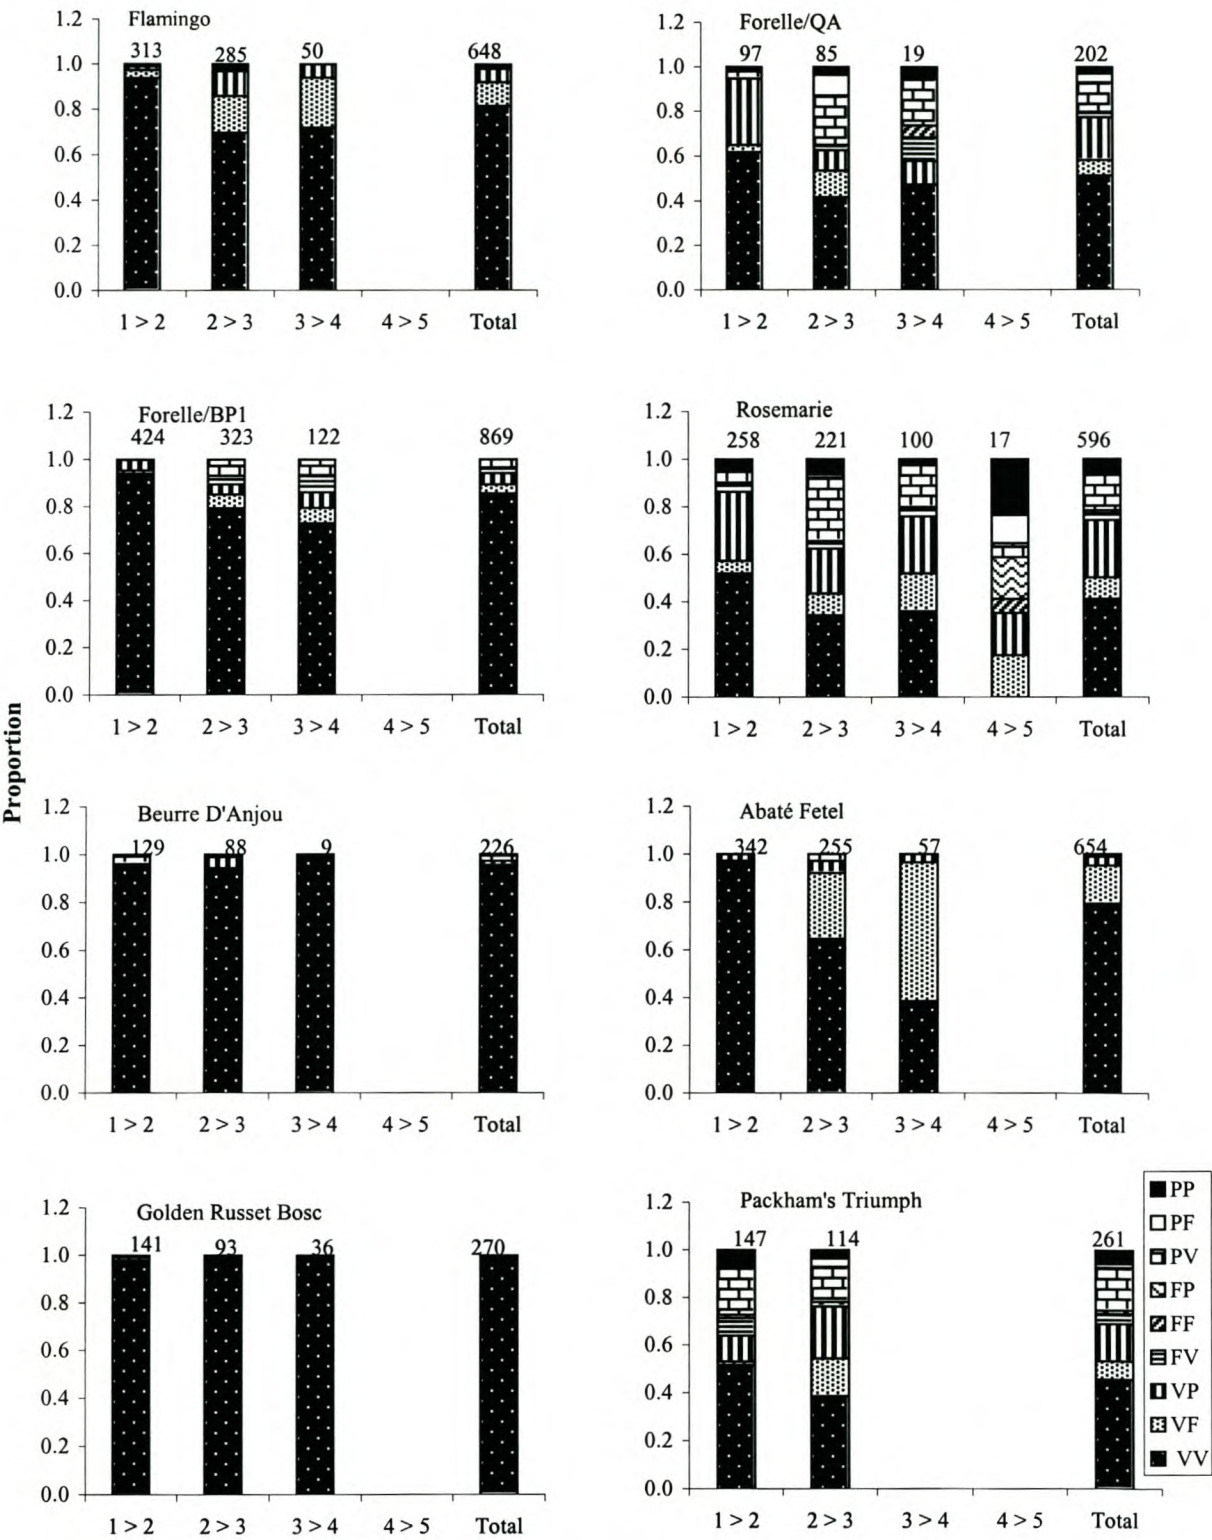 Proportion
Flamingo
1.2
1.0
0.8
0.6
0.4
0.2
0.0
313 285 50 648
1 > 2 2 > 3 3 > 4 4 > 5 Total
Forelle/QA
1.2
1.0
0.8
0.6
0.4
0.2
0.0
97 85 19 202
1 > 2 2 > 3 3 > 4 4 > 5 Total
Forelle/BP1
1.2
1.0
0.8
0.6
0.4
0.2
0.0
424 323 122 869
1 > 2 2 > 3 3 > 4 4 > 5 Total
Rosemarie
1.2
1.0
0.8
0.6
0.4
0.2
0.0
258 221 100 17 596
1 > 2 2 > 3 3 > 4 4 > 5 Total
Beurre D'Anjou
1.2
1.0
0.8
0.6
0.4
0.2
0.0
129 88 9 226
1 > 2 2 > 3 3 > 4 4 > 5 Total
Abaté Fetel
1.2
1.0
0.8
0.6
0.4
0.2
0.0
342 255 57 654
1 > 2 2 > 3 3 > 4 4 > 5 Total
Golden Russet Bosc
1.2
1.0
0.8
0.6
0.4
0.2
0.0
141 93 36 270
1 > 2 2 > 3 3 > 4 4 > 5 Total
Packham's Triumph
1.2
1.0
0.8
0.6
0.4
0.2
0.0
147 114 261
1 > 2 2 > 3 3 > 4 4 > 5 Total
PP
PF
PV
FP
FF
FV
VP
VF
VV